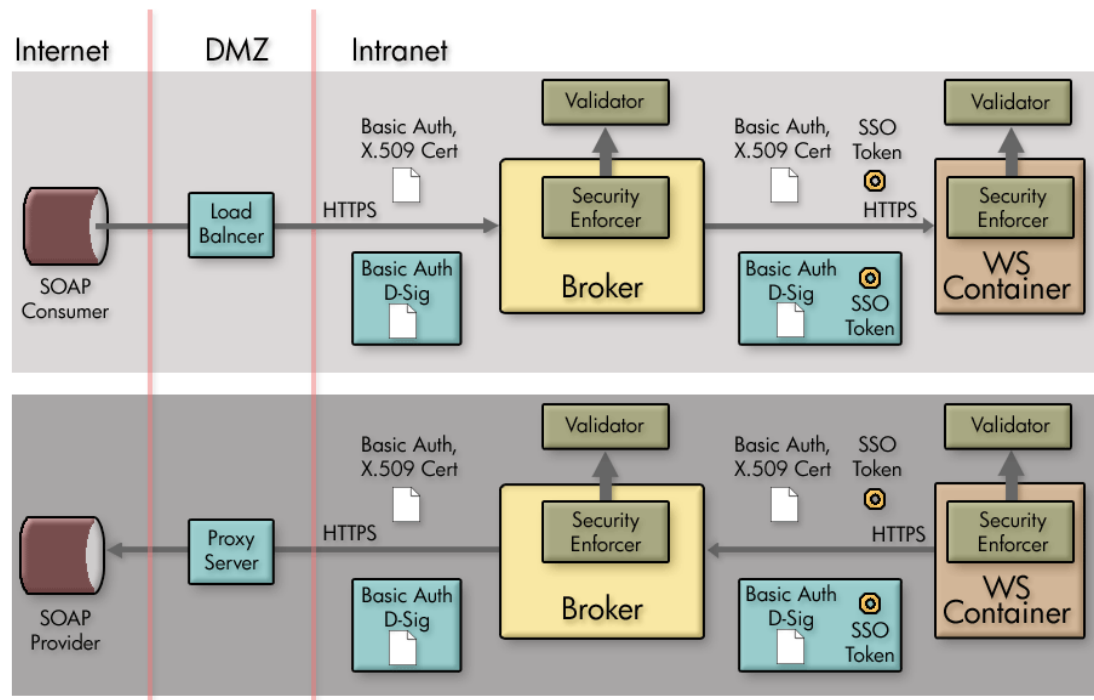 Internet
DMZ
Intranet
Validator
Validator
Basic Auth,
X.509 Cert
Basic Auth,
X.509 Cert
SSO
Token
Security
Enforcer
Security
Enforcer
Load
Balncer
HTTPS
HTTPS
SOAP
Consumer
Basic Auth
D-Sig
Broker
Basic Auth
D-Sig
SSO
Token
WS
Container
Validator
Validator
Basic Auth,
X.509 Cert
Basic Auth,
X.509 Cert
SSO
Token
Security
Enforcer
Security
Enforcer
Proxy
Server
HTTPS
HTTPS
SOAP
Provider
Basic Auth
D-Sig
Broker
Basic Auth
D-Sig
SSO
Token
WS
Container